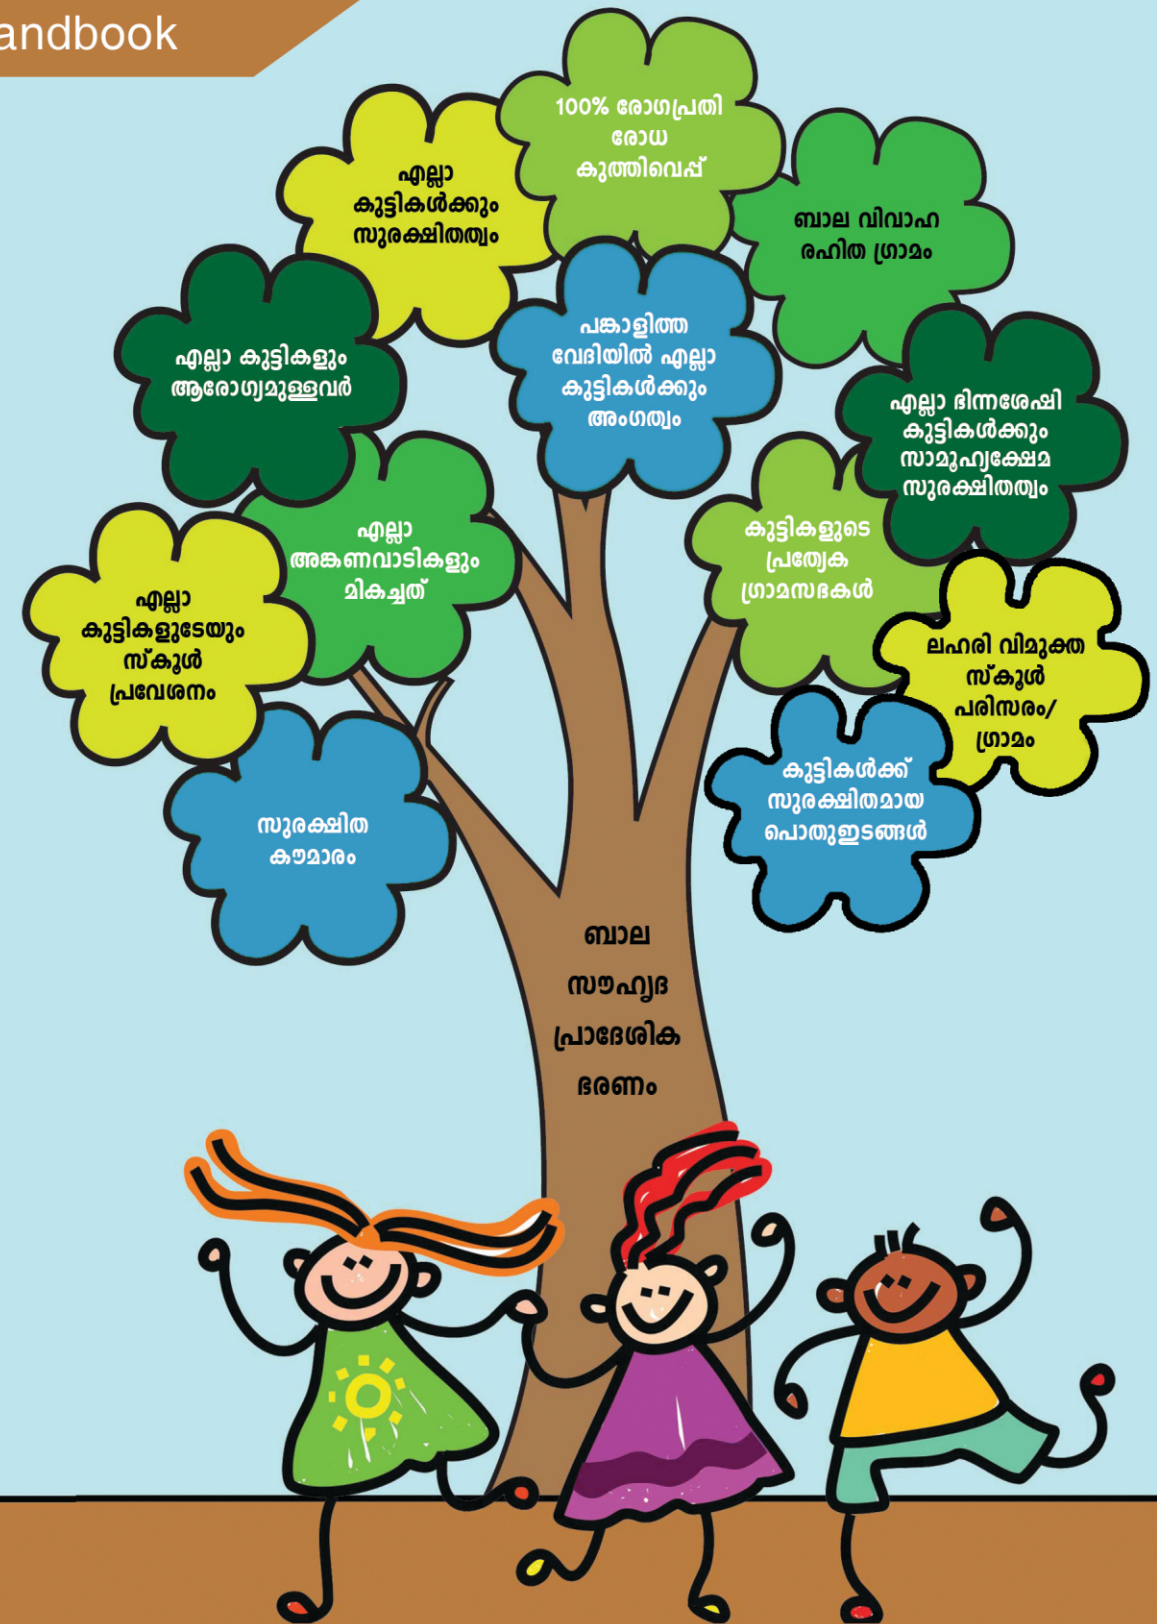 andbook
100% രോഗപ്രതി
രോധ
കുത്തിവെപ്പ്
എല്ലാ
കുട്ടികൾക്കും
സുരക്ഷിതത്വം
ബാല വിവാഹ
രഹിത ഗ്രാമം
എല്ലാ കുട്ടികളും
ആരോഗ്യമുള്ളവർ
പങ്കാളിത്ത
വേദിയിൽ എല്ലാ
കുട്ടികൾക്കും
അംഗത്വം
എല്ലാ ഭിന്നശേഷി
കുട്ടികൾക്കും
സാമൂഹ്യക്ഷേമ
സുരക്ഷിതത്വം
എല്ലാ
അങ്കണവാടികളും
മികച്ചത്
കുട്ടികളുടെ
പ്രത്യേക
ഗ്രാമസഭകൾ
എല്ലാ
കുട്ടികളുടേയും
സ്കൂൾ
പ്രവേശനം
ലഹരി വിമുക്ത
സ്കൂൾ
പരിസരം/
ഗ്രാമം
സുരക്ഷിത
കൗമാരം
കുട്ടികൾക്ക്
സുരക്ഷിതമായ
പൊതുഇടങ്ങൾ
ബാല
സൗഹൃദ
പ്രാദേശിക
ഭരണം